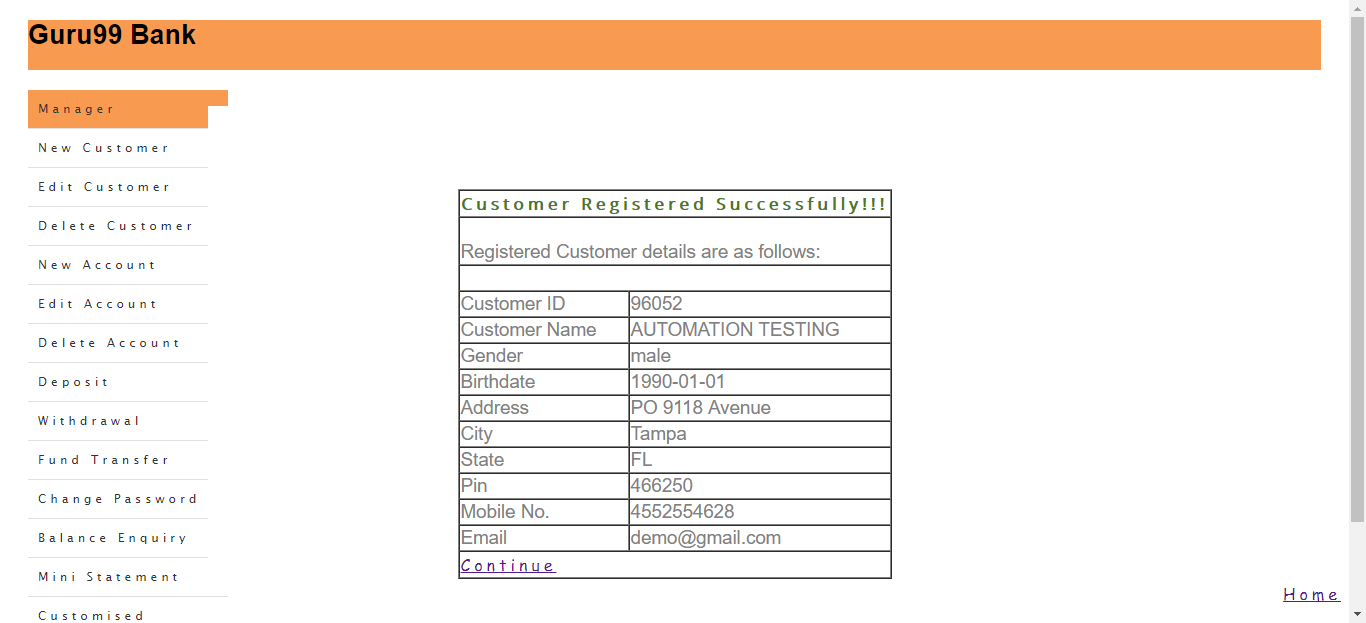 Guru99 Bank
Manager
New Customer
Edit Customer
Delete Customer
New Account
Edit Account
Delete Account
Deposit
Withdrawal
Fund Transfer
Change Password
Balance Enquiry
Mini Statement
Customised
Customer Registered Successfully!!!
Registered Customer details are as follows:
Customer ID 96052
Customer Name AUTOMATION TESTING
Gender male
Birthdate 1990-01-01
Address PO 9118 Avenue
City Tampa
State FL
Pin 466250
Mobile No. 4552554628
Email demo@gmail.com
Continue
Home